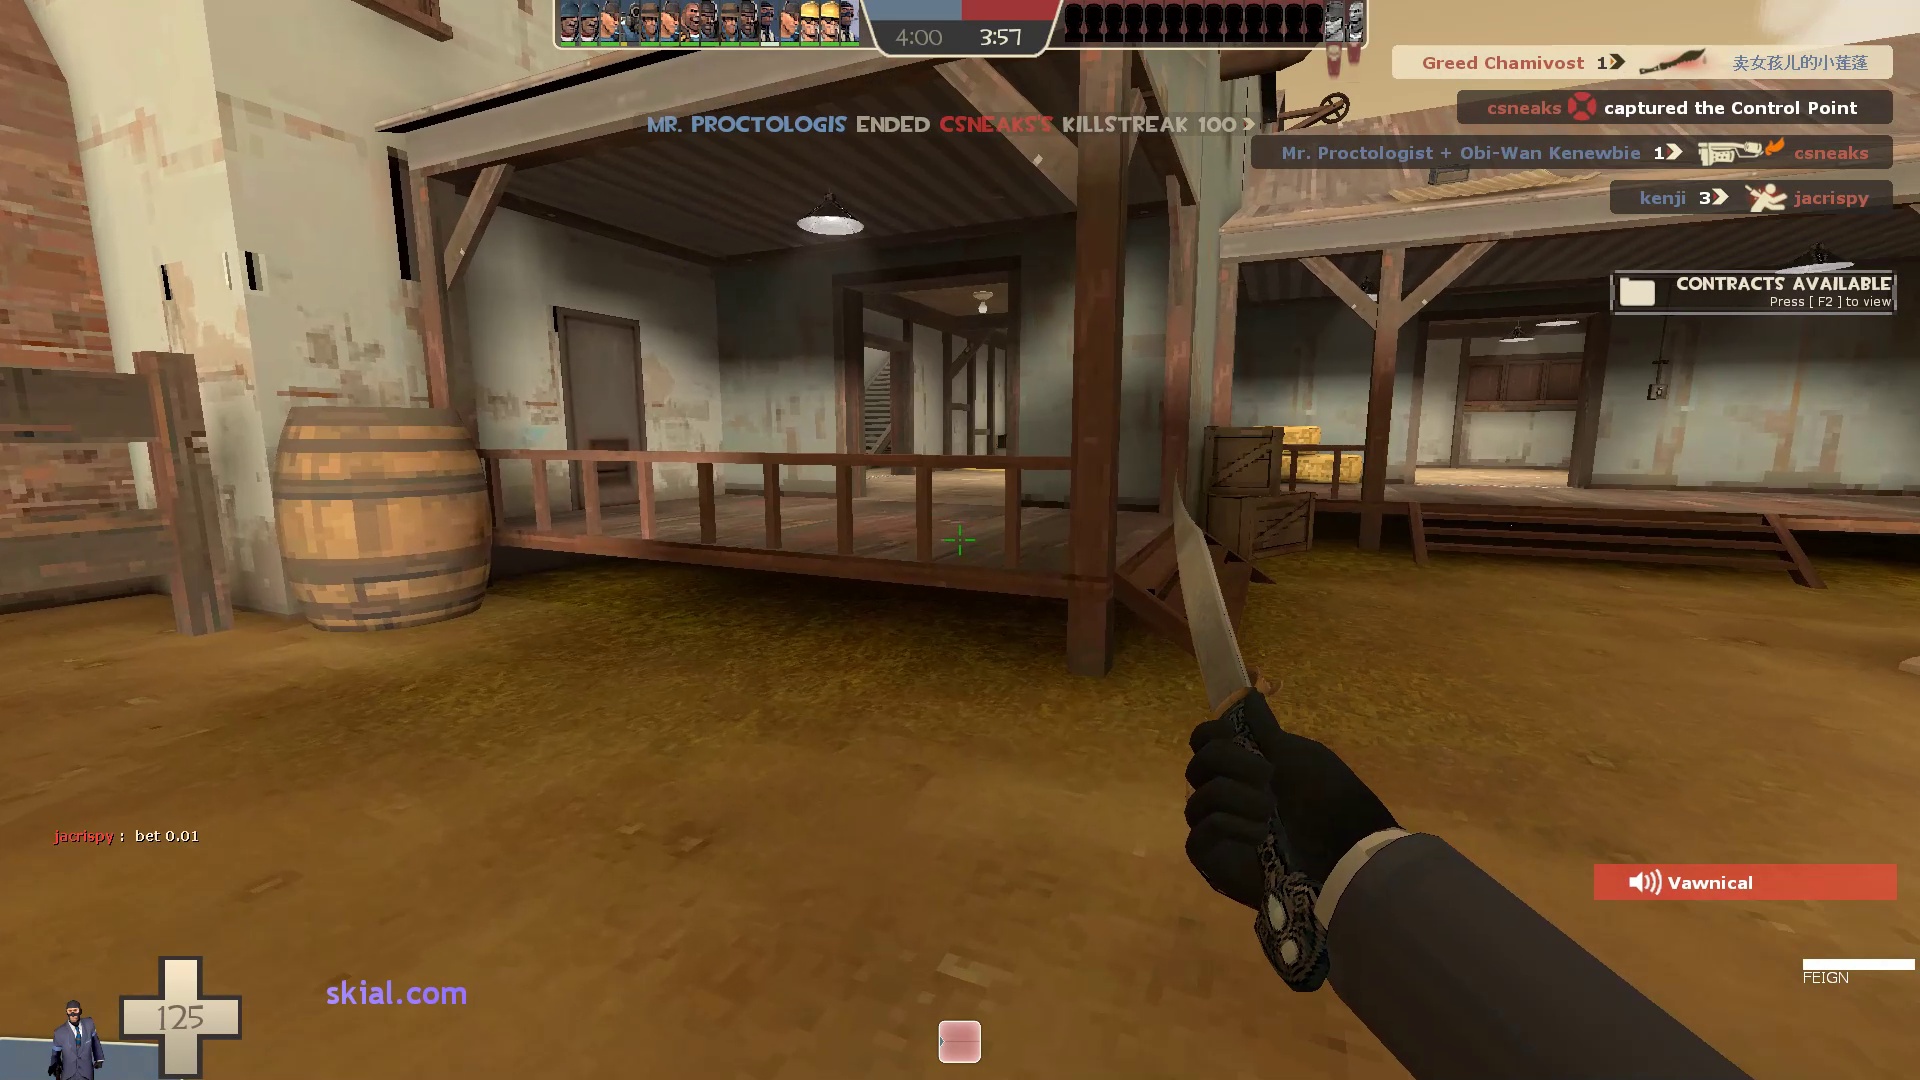 4:00 3:57
Greed Chamivost 1 卖女孩儿的小莲蓬
csneaks captured the Control Point
MR. PROCTOLOGIS ENDED CSNEAKS'S KILLSTREAK 100
Mr. Proctologist + Obi-Wan Kenewbie 1 csneaks
kenji 3 jacrispy
CONTRACTS AVAILABLE
Press [ F2 ] to view
jacrispy : bet 0.01
Vawnical
FEIGN
skial.com
125